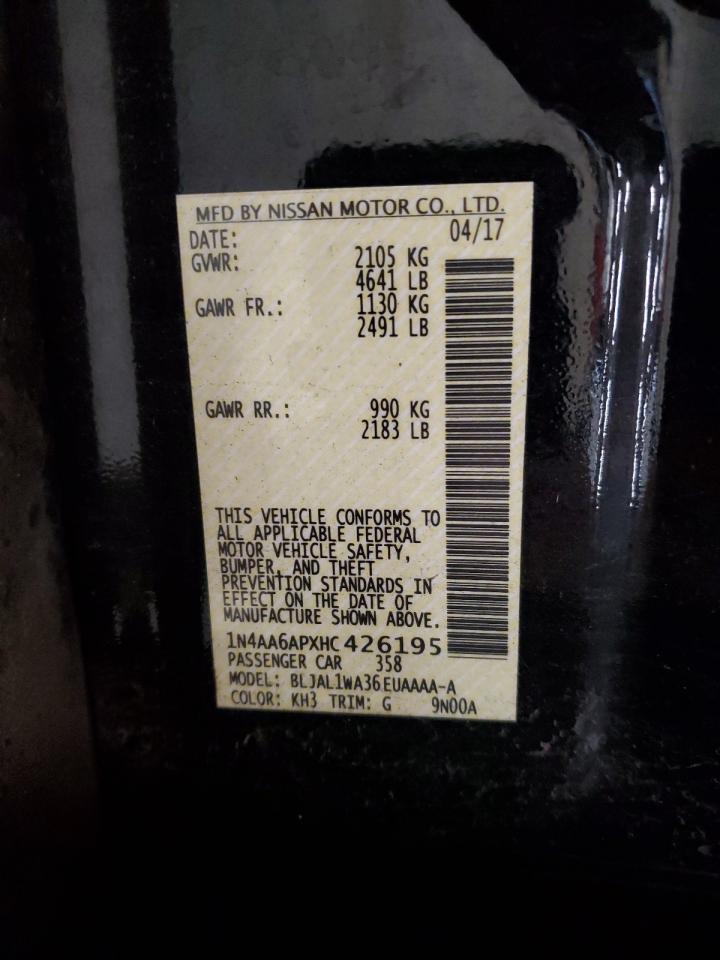 MFD BY NISSAN MOTOR CO., LTD.
DATE: 04/17
GVWR: 2105 KG
4641 LB
GAWR FR.: 1130 KG
2491 LB
GAWR RR.: 990 KG
2183 LB
THIS VEHICLE CONFORMS TO
ALL APPLICABLE FEDERAL
MOTOR VEHICLE SAFETY,
BUMPER, AND THEFT
PREVENTION STANDARDS IN
EFFECT ON THE DATE OF
MANUFACTURE SHOWN ABOVE.
1N4AA6APXHC426195
PASSENGER CAR 358
MODEL: BLJAL1WA36EUAAAA-A
COLOR: KH3 TRIM: G 9N00A